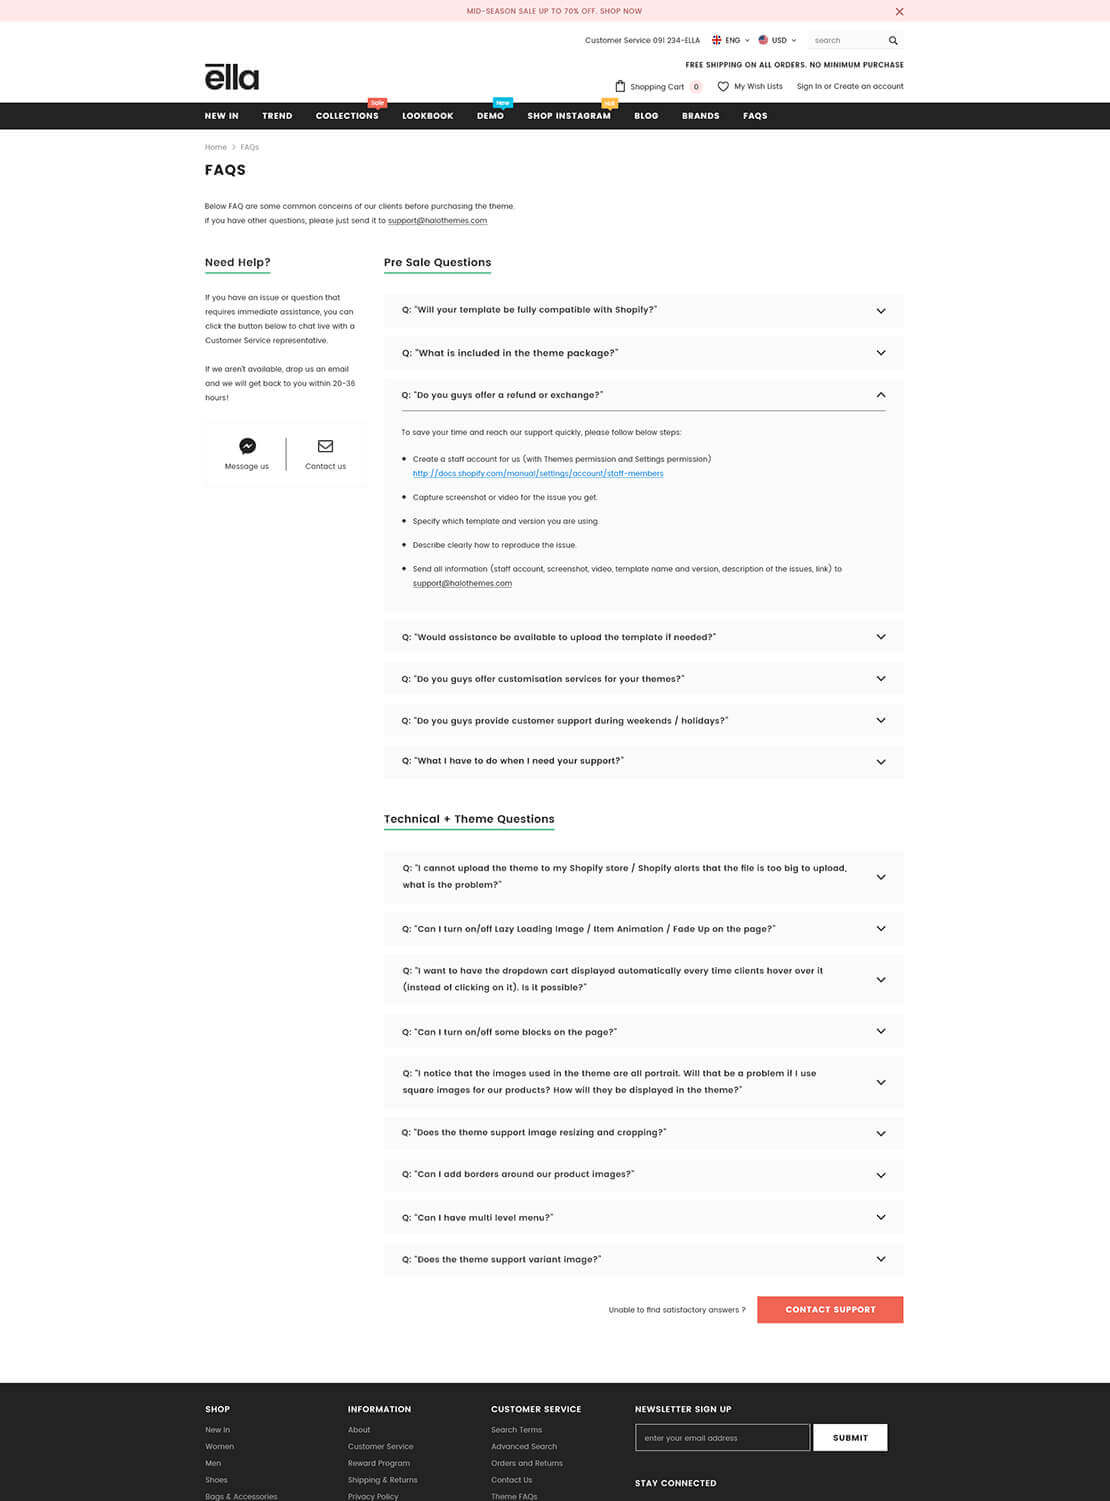 MID-SEASON SALE UP TO 70% OFF. SHOP NOW
Customer Service 091 234-ELLA ENG USD search
FREE SHIPPING ON ALL ORDERS. NO MINIMUM PURCHASE
ēlla
Shopping Cart 0 My Wish Lists Sign In or Create an account
Sale New Hot
NEW IN TREND COLLECTIONS LOOKBOOK DEMO SHOP INSTAGRAM BLOG BRANDS FAQS
Home > FAQs
FAQS
Below FAQ are some common concerns of our clients before purchasing the theme.
if you have other questions, please just send it to support@halothemes.com
Need Help?
If you have an issue or question that
requires immediate assistance, you can
click the button below to chat live with a
Customer Service representative.
If we aren't available, drop us an email
and we will get back to you within 20-36
hours!
Message us Contact us
Pre Sale Questions
Q: "Will your template be fully compatible with Shopify?"
Q: "What is included in the theme package?"
Q: "Do you guys offer a refund or exchange?"
To save your time and reach our support quickly, please follow below steps:
• Create a staff account for us (with Themes permission and Settings permission)
http://docs.shopify.com/manual/settings/account/staff-members
• Capture screenshot or video for the issue you get.
• Specify which template and version you are using.
• Describe clearly how to reproduce the issue.
• Send all information (staff account, screenshot, video, template name and version, description of the issues, link) to
support@halothemes.com
Q: "Would assistance be available to upload the template if needed?"
Q: "Do you guys offer customisation services for your themes?"
Q: "Do you guys provide customer support during weekends / holidays?"
Q: "What I have to do when I need your support?"
Technical + Theme Questions
Q: "I cannot upload the theme to my Shopify store / Shopify alerts that the file is too big to upload,
what is the problem?"
Q: "Can I turn on/off Lazy Loading Image / Item Animation / Fade Up on the page?"
Q: "I want to have the dropdown cart displayed automatically every time clients hover over it
(instead of clicking on it). Is it possible?"
Q: "Can I turn on/off some blocks on the page?"
Q: "I notice that the images used in the theme are all portrait. Will that be a problem if I use
square images for our products? How will they be displayed in the theme?"
Q: "Does the theme support image resizing and cropping?"
Q: "Can I add borders around our product images?"
Q: "Can I have multi level menu?"
Q: "Does the theme support variant image?"
Unable to find satisfactory answers ? CONTACT SUPPORT
SHOP
New In
Women
Men
Shoes
Bags & Accessories
INFORMATION
About
Customer Service
Reward Program
Shipping & Returns
Privacy Policy
CUSTOMER SERVICE
Search Terms
Advanced Search
Orders and Returns
Contact Us
Theme FAQs
NEWSLETTER SIGN UP
enter your email address SUBMIT
STAY CONNECTED